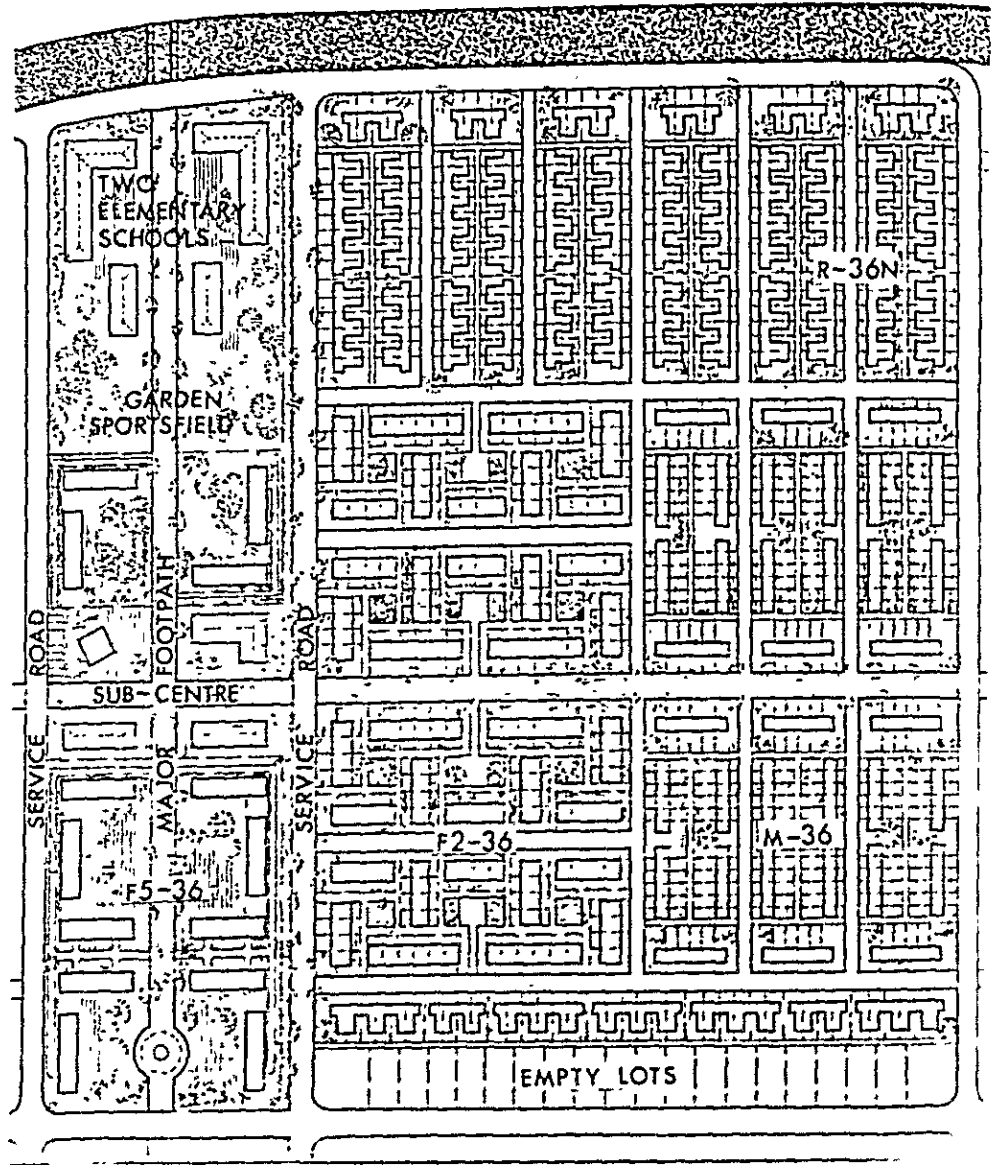 TWO
ELEMENTARY
SCHOOLS
R-36N
GARDEN
SPORTSFIELD
SERVICE ROAD
MAJOR FOOTPATH
SERVICE ROAD
SUB-CENTRE
F2-36
M-36
F5-36
EMPTY LOTS